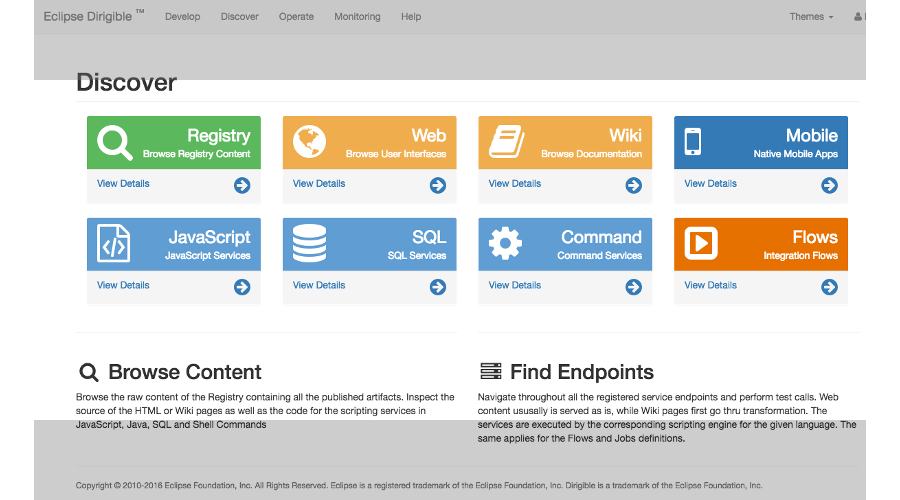 Eclipse Dirigible ™ Develop Discover Operate Monitoring Help Themes
Discover
Registry
Browse Registry Content
View Details
Web
Browse User Interfaces
View Details
Wiki
Browse Documentation
View Details
Mobile
Native Mobile Apps
View Details
JavaScript
JavaScript Services
View Details
SQL
SQL Services
View Details
Command
Command Services
View Details
Flows
Integration Flows
View Details
Browse Content
Browse the raw content of the Registry containing all the published artifacts. Inspect the
source of the HTML or Wiki pages as well as the code for the scripting services in
JavaScript, Java, SQL and Shell Commands
Find Endpoints
Navigate throughout all the registered service endpoints and perform test calls. Web
content ususally is served as is, while Wiki pages first go thru transformation. The
services are executed by the corresponding scripting engine for the given language. The
same applies for the Flows and Jobs definitions.
Copyright © 2010-2016 Eclipse Foundation, Inc. All Rights Reserved. Eclipse is a registered trademark of the Eclipse Foundation, Inc. Dirigible is a trademark of the Eclipse Foundation, Inc.